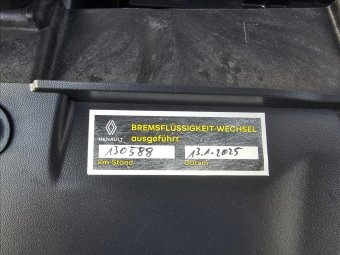 BREMSFLÜSSIGKEIT-WECHSEL
RENAULT ausgeführt
130588 13.1.2025
km-Stand Datum